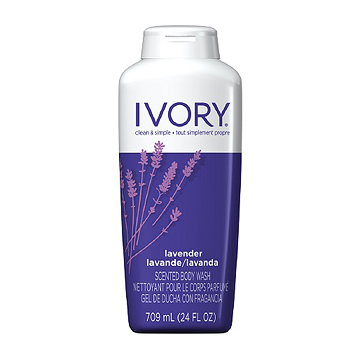 IVORY®
clean & simple • tout simplement propre
lavender
lavande/lavanda
SCENTED BODY WASH
NETTOYANT POUR LE CORPS PARFUMÉ
GEL DE DUCHA CON FRAGANCIA
709 mL (24 FL OZ)